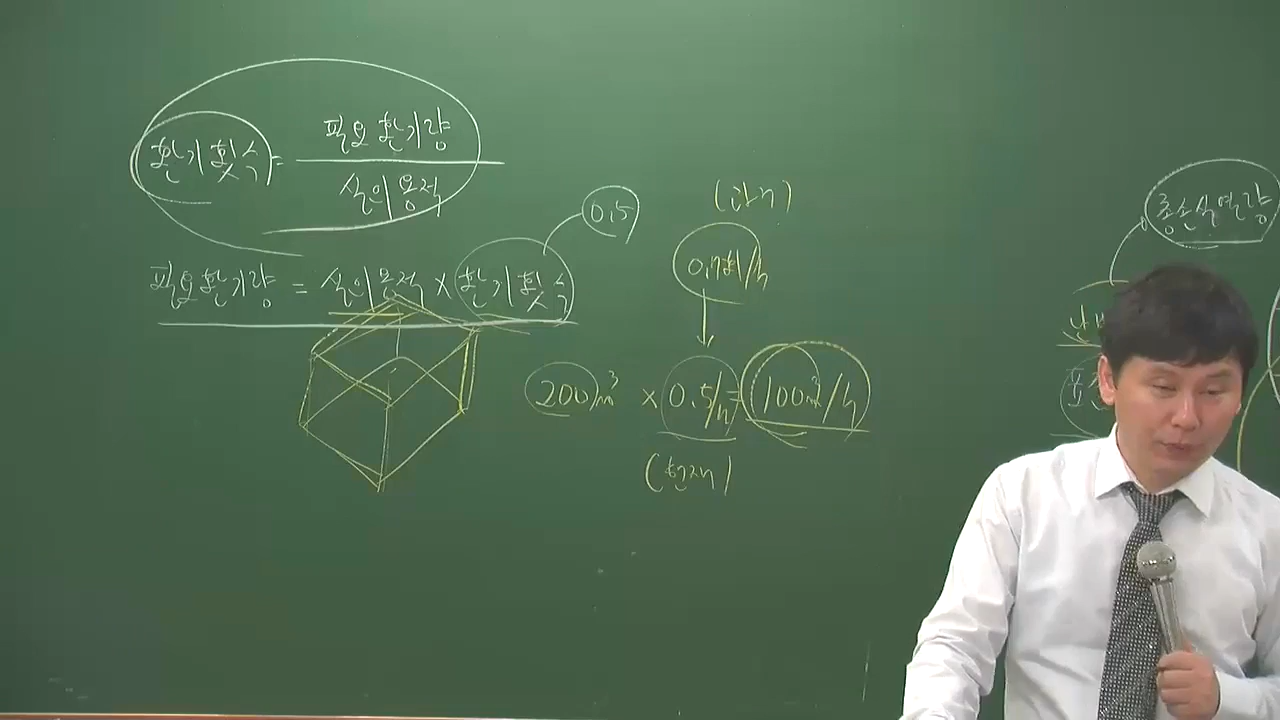 환기횟수 = 필요환기량
실의용적
0.5
필요환기량 = 실의용적 × 환기횟수
(과거)
0.7회/h
200m³ × 0.5/h = 100m³/h
(현재)
총손실열량